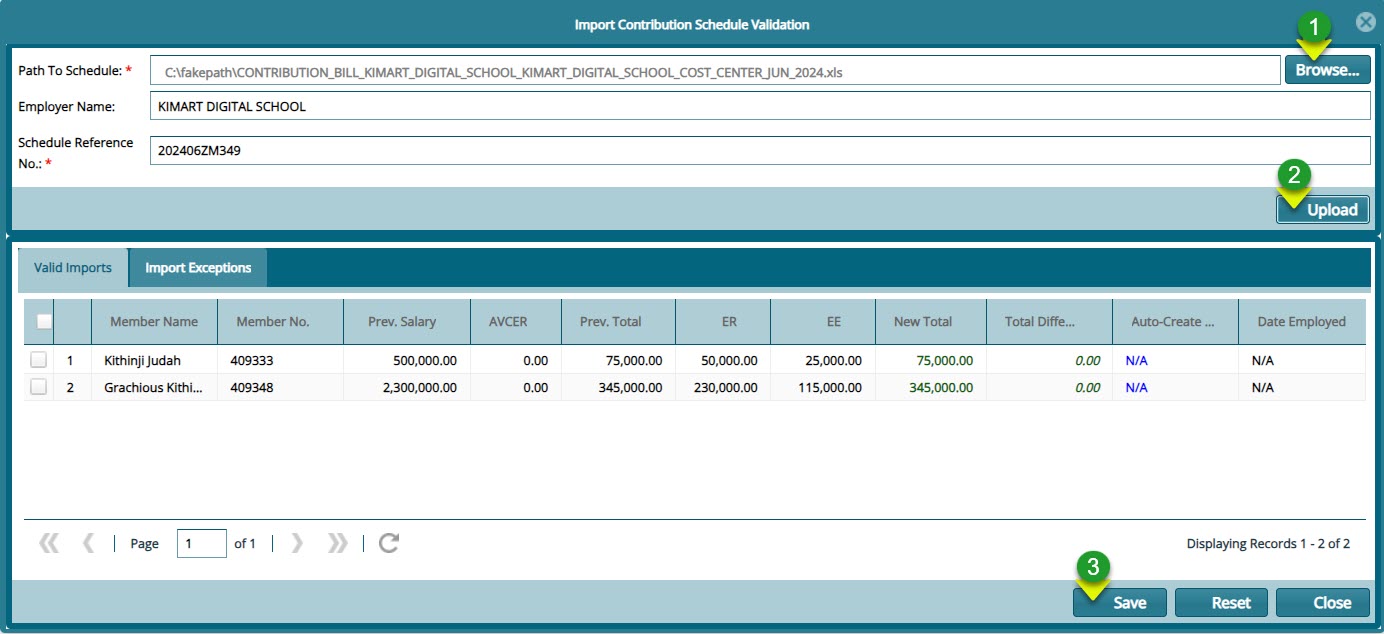 Import Contribution Schedule Validation
1
Path To Schedule: *
C:\fakepath\CONTRIBUTION_BILL_KIMART_DIGITAL_SCHOOL_KIMART_DIGITAL_SCHOOL_COST_CENTER_JUN_2024.xls
Browse...
Employer Name:
KIMART DIGITAL SCHOOL
Schedule Reference
No.: *
202406ZM349
2
Upload
Valid Imports Import Exceptions
Member Name Member No. Prev. Salary AVCER Prev. Total ER EE New Total Total Diffe... Auto-Create ... Date Employed
1 Kithinji Judah 409333 500,000.00 0.00 75,000.00 50,000.00 25,000.00 75,000.00 0.00 N/A N/A
2 Grachious Kithi... 409348 2,300,000.00 0.00 345,000.00 230,000.00 115,000.00 345,000.00 0.00 N/A N/A
Page 1 of 1
Displaying Records 1 - 2 of 2
3
Save Reset Close